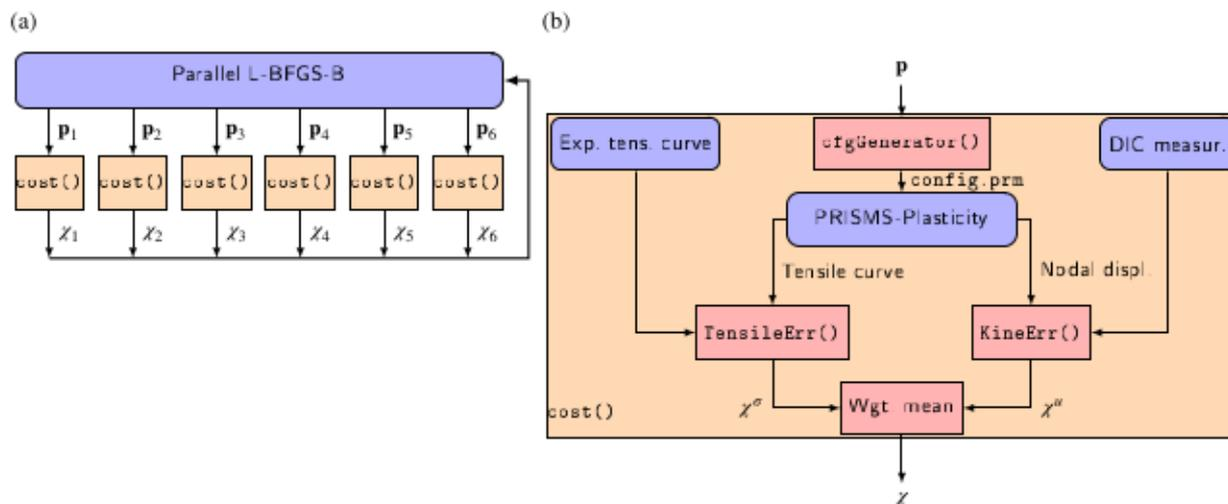 (a)
Parallel L-BFGS-B
p₁ p₂ p₃ p₄ p₅ p₆
cost() cost() cost() cost() cost() cost()
χ₁ χ₂ χ₃ χ₄ χ₅ χ₆
(b)
p
Exp. tens. curve cfgGenerator() DIC measur.
config.prm
PRISMS-Plasticity
Tensile curve Nodal displ.
TensileErr() KineErr()
χ^σ Wgt. mean χ^u
cost()
χ